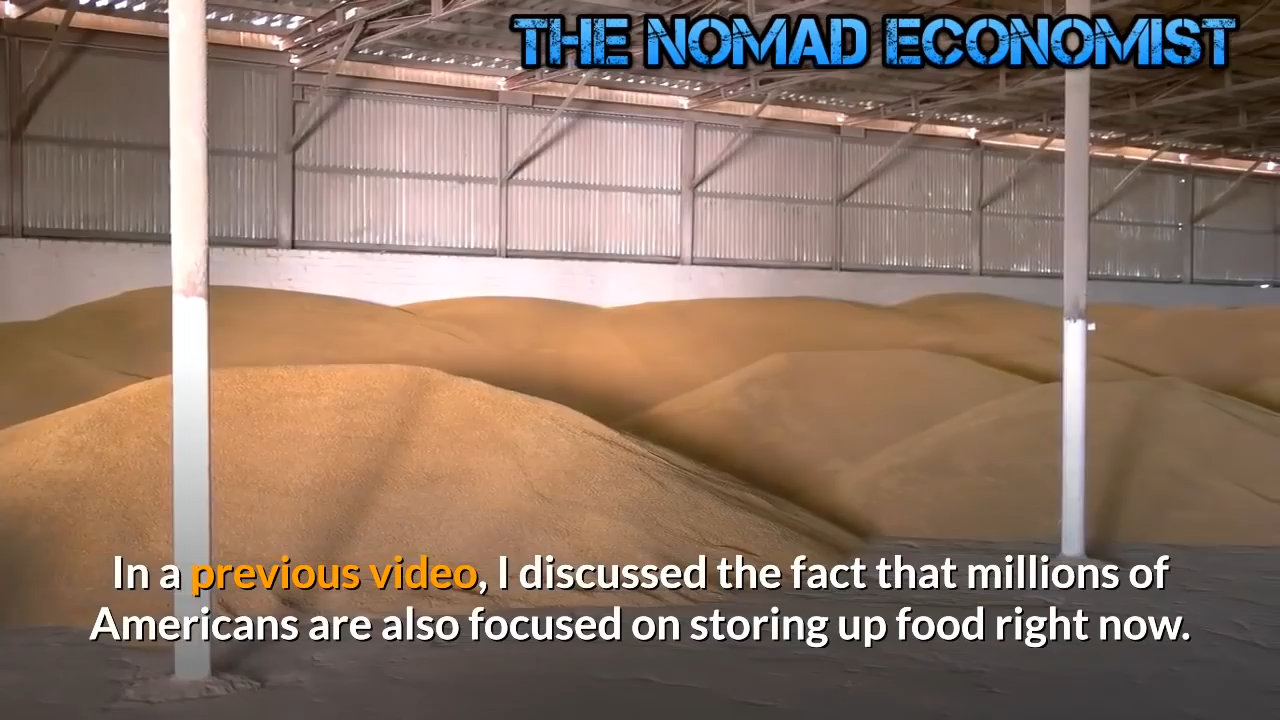 THE NOMAD ECONOMIST
In a previous video, I discussed the fact that millions of
Americans are also focused on storing up food right now.